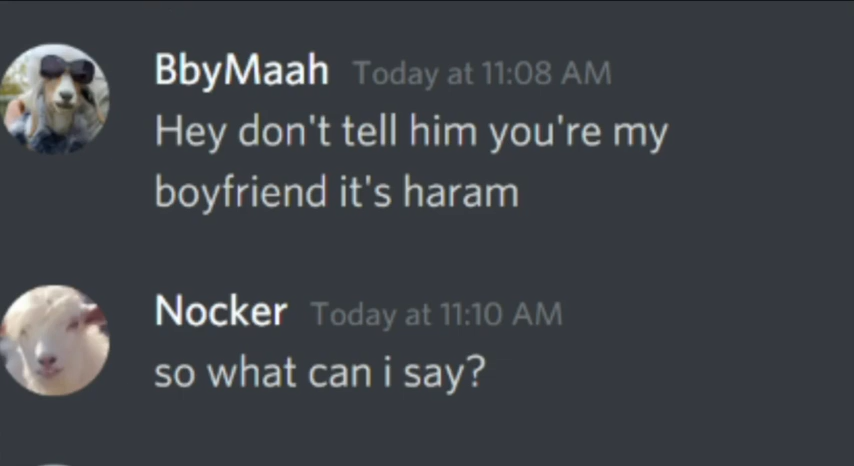 BbyMaah Today at 11:08 AM
Hey don't tell him you're my
boyfriend it's haram
Nocker Today at 11:10 AM
so what can i say?